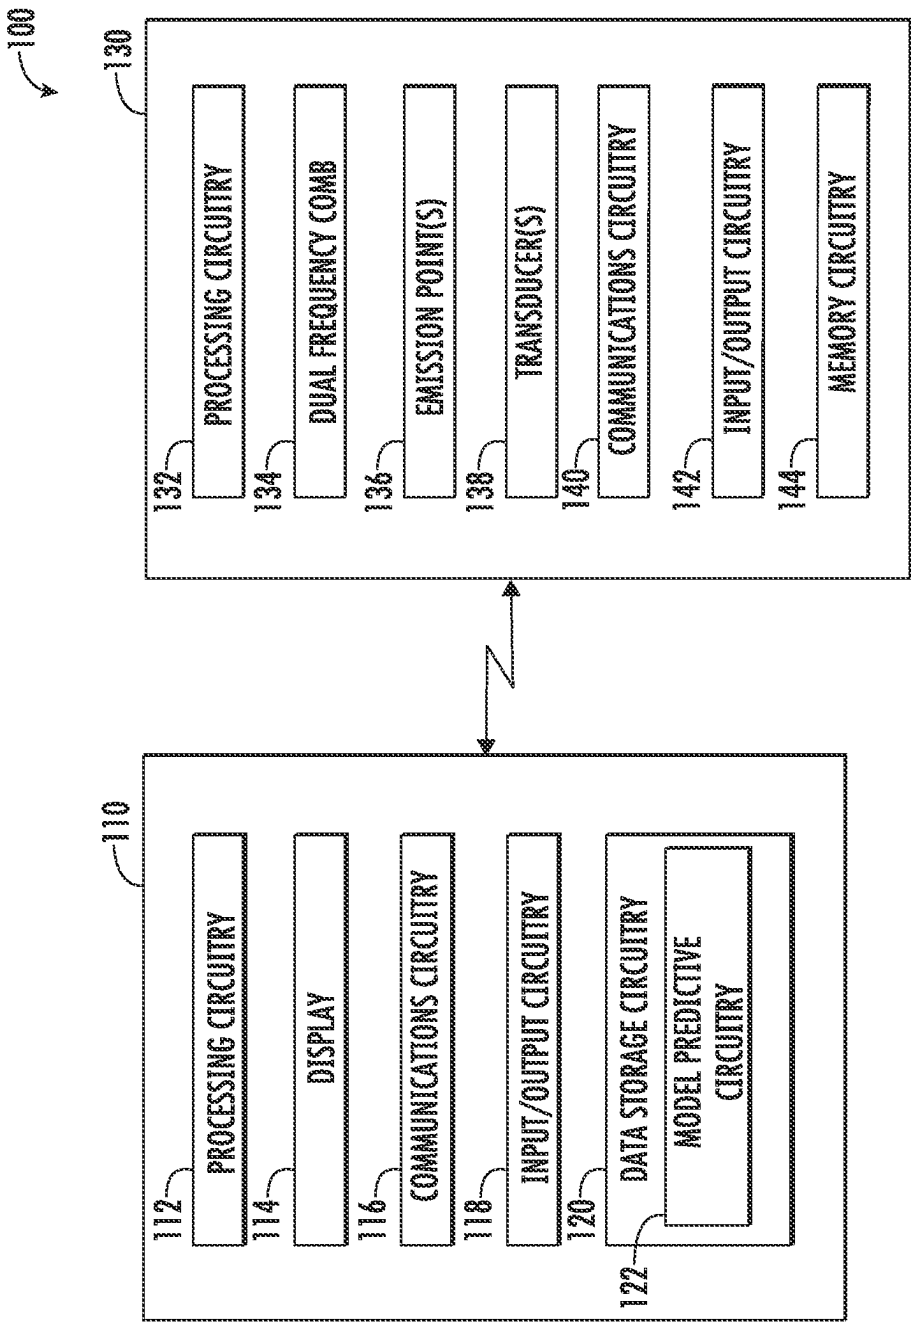 100
110
112
PROCESSING CIRCUITRY
114
DISPLAY
116
COMMUNICATIONS CIRCUITRY
118
INPUT/OUTPUT CIRCUITRY
120
DATA STORAGE CIRCUITRY
122
MODEL PREDICTIVE
CIRCUITRY
130
132
PROCESSING CIRCUITRY
134
DUAL FREQUENCY COMB
136
EMISSION POINT(S)
138
TRANSDUCER(S)
140
COMMUNICATIONS CIRCUITRY
142
INPUT/OUTPUT CIRCUITRY
144
MEMORY CIRCUITRY